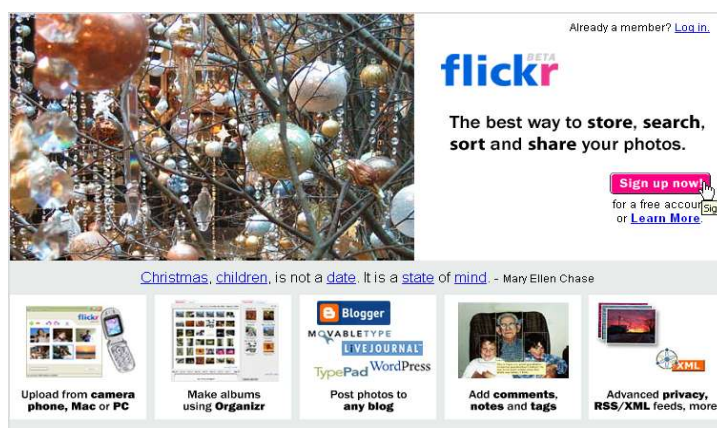 Already a member? Log in.
flickr BETA
The best way to store, search,
sort and share your photos.
Sign up now!
for a free accoun
Sig
or Learn More.
Christmas, children, is not a date. It is a state of mind. - Mary Ellen Chase
flickr
Blogger
MOVABLETYPE
LIVEJOURNAL
TypePad WordPress
XML
Upload from camera
phone, Mac or PC
Make albums
using Organizr
Post photos to
any blog
Add comments,
notes and tags
Advanced privacy,
RSS/XML feeds, more